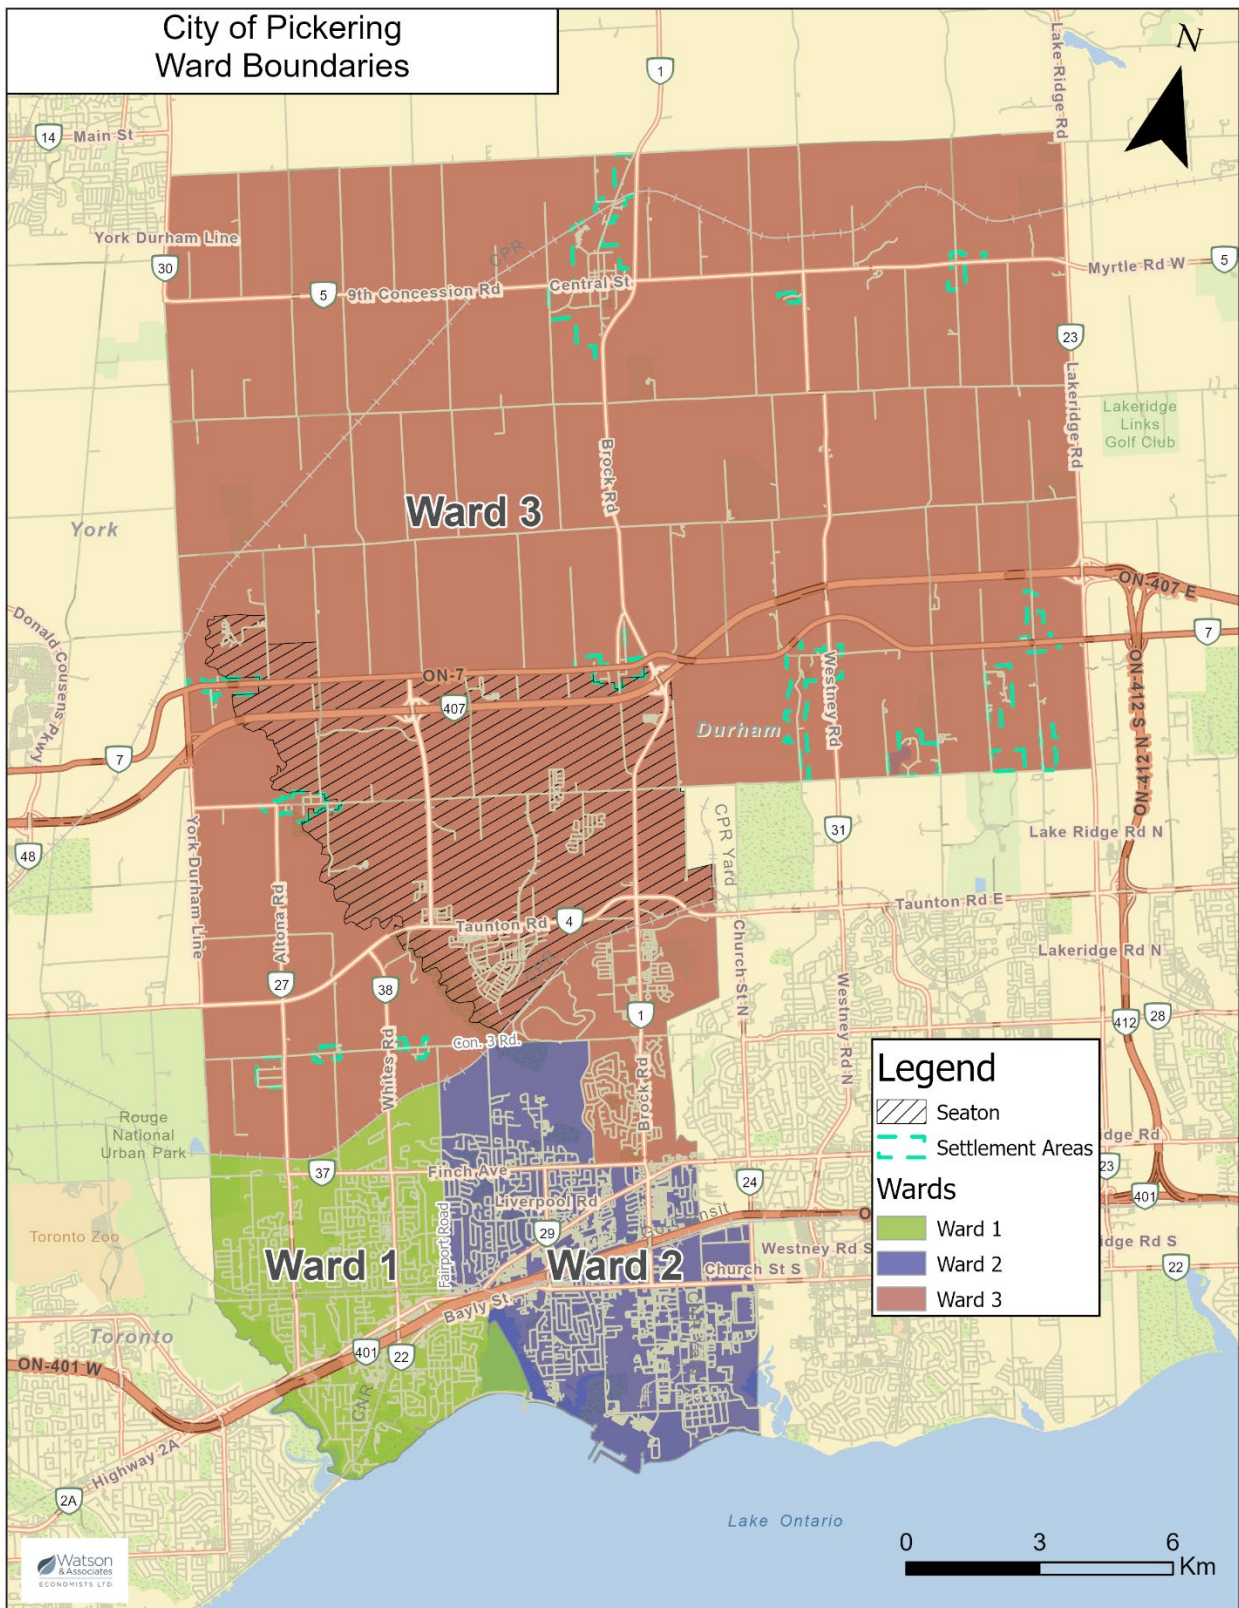 City of Pickering
Ward Boundaries
N
1
Lake Ridge Rd
14
Main St
York Durham Line
30
CPR
5
9th Concession Rd
Central St
Myrtle Rd W
5
23
Lakeridge Rd
Lakeridge
Links
Golf Club
Brock Rd
Ward 3
York
Donald Cousens Pkwy
ON-407 E
7
ON-7
407
Westney Rd
Durham
7
ON-412 S
ON-412 N
48
York Durham Line
CPR Yard
31
Lake Ridge Rd N
Altona Rd
Taunton Rd
4
Taunton Rd E
Church St N
Lakeridge Rd N
27
38
Westney Rd N
1
412
28
Con. 3 Rd.
Whites Rd
Brock Rd
Rouge
National
Urban Park
Legend
Seaton
Settlement Areas
Wards
Ward 1
Ward 2
Ward 3
37
Finch Ave
24
23
401
Liverpool Rd
Toronto Zoo
29
Fairport Road
Ward 1
Ward 2
Westney Rd S
Church St S
22
Bayly St
Toronto
401
22
ON-401 W
CNR
Highway 2A
2A
Lake Ontario
0
3
6
Km
Watson
& Associates
ECONOMISTS LTD.